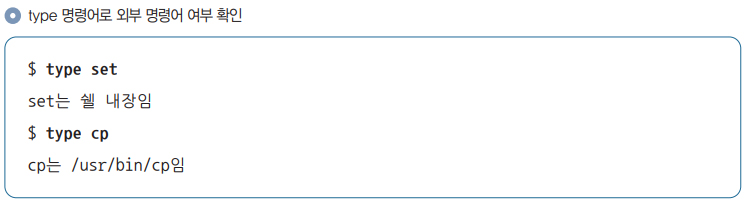 type 명령어로 외부 명령어 여부 확인
$ type set
set는 쉘 내장임
$ type cp
cp는 /usr/bin/cp임